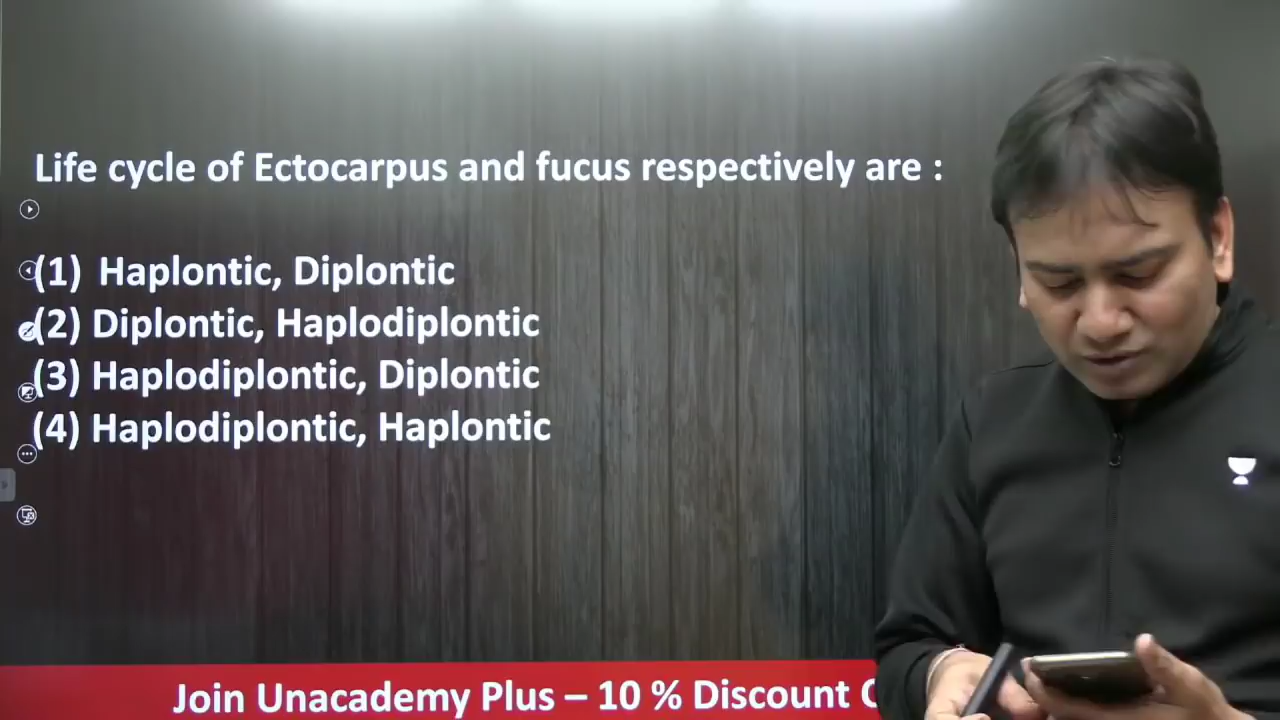 Life cycle of Ectocarpus and fucus respectively are :
(1) Haplontic, Diplontic
(2) Diplontic, Haplodiplontic
(3) Haplodiplontic, Diplontic
(4) Haplodiplontic, Haplontic
Join Unacademy Plus – 10 % Discount